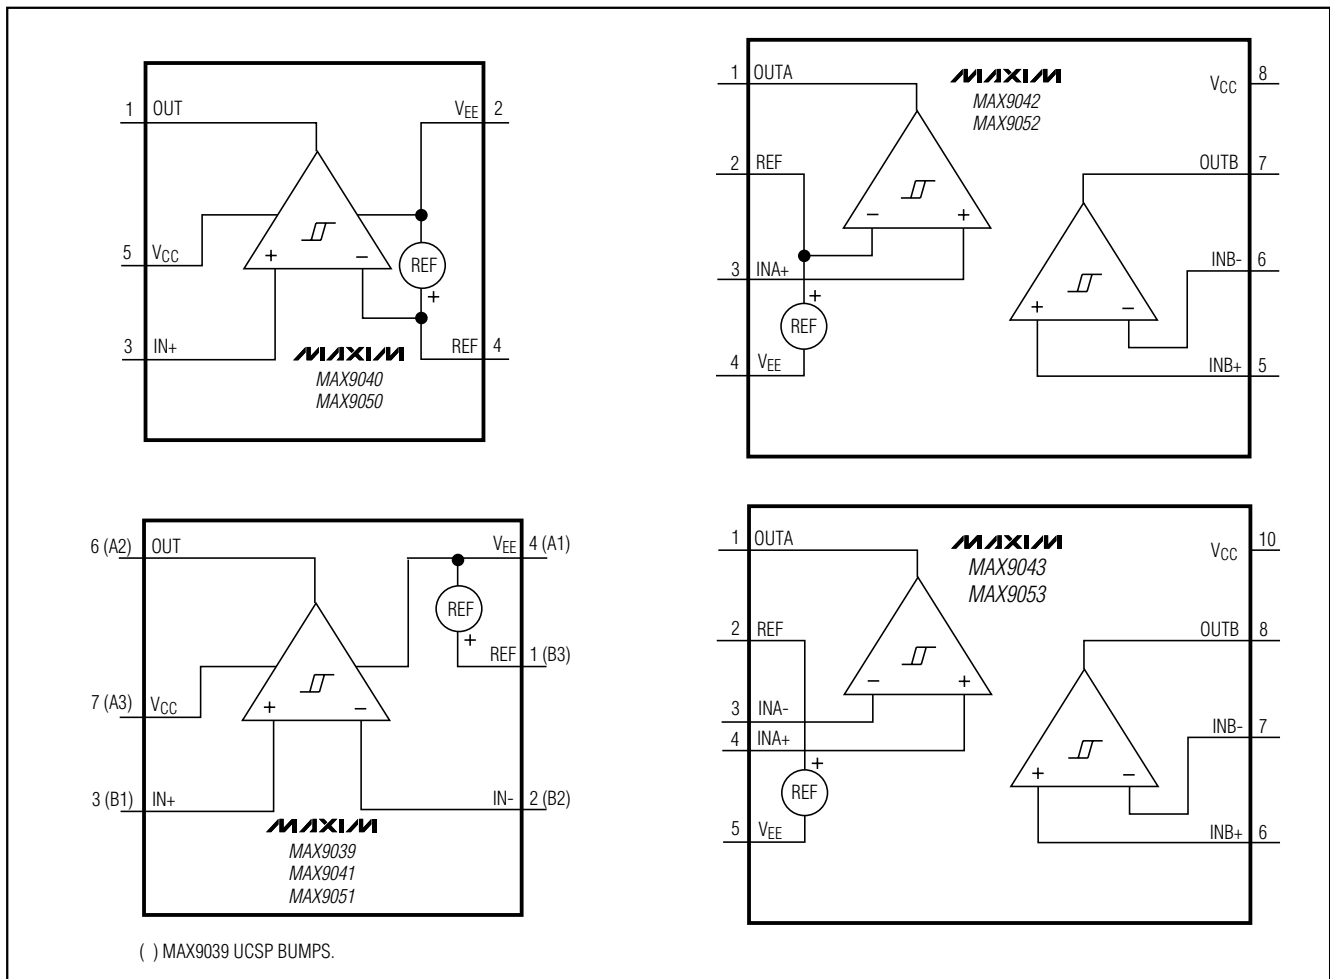 1 OUT
VEE 2
5 VCC
REF
+ −
+
3 IN+
REF 4
MAXIM
MAX9040
MAX9050
1 OUTA
MAXIM
MAX9042
MAX9052
VCC 8
2 REF
OUTB 7
− +
3 INA+
INB- 6
+
REF
+ −
4 VEE
INB+ 5
6 (A2) OUT
VEE 4 (A1)
REF
+
REF 1 (B3)
7 (A3) VCC
+ −
3 (B1) IN+
IN- 2 (B2)
MAXIM
MAX9039
MAX9041
MAX9051
( ) MAX9039 UCSP BUMPS.
1 OUTA
MAXIM
MAX9043
MAX9053
VCC 10
2 REF
OUTB 8
− +
3 INA-
4 INA+
INB- 7
+
REF
+ −
5 VEE
INB+ 6